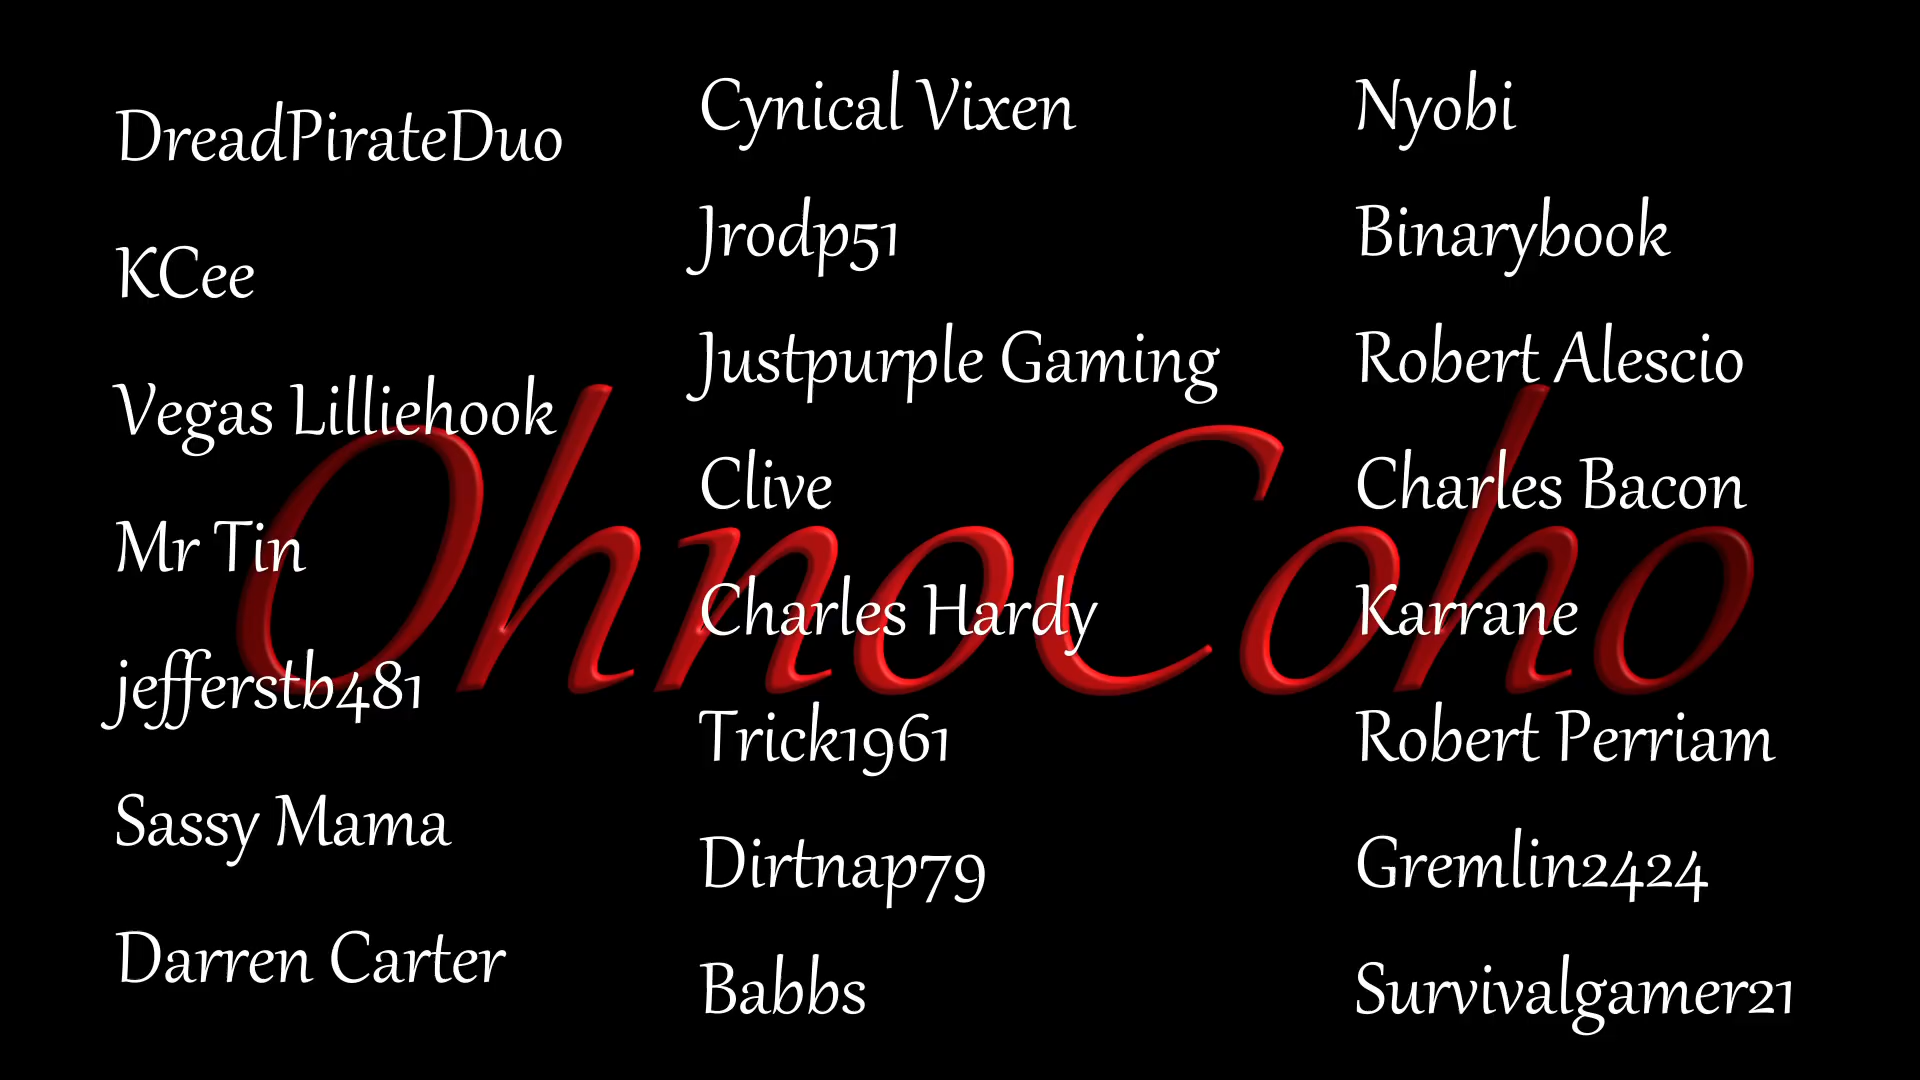 DreadPirateDuo
KCee
Vegas Lilliehook
Mr Tin
jefferstb481
Sassy Mama
Darren Carter
Cynical Vixen
Jrodp51
Justpurple Gaming
Clive
Charles Hardy
Trick1961
Dirtnap79
Babbs
Nyobi
Binarybook
Robert Alescio
Charles Bacon
Karrane
Robert Perriam
Gremlin2424
Survivalgamer21
OhnoCoho